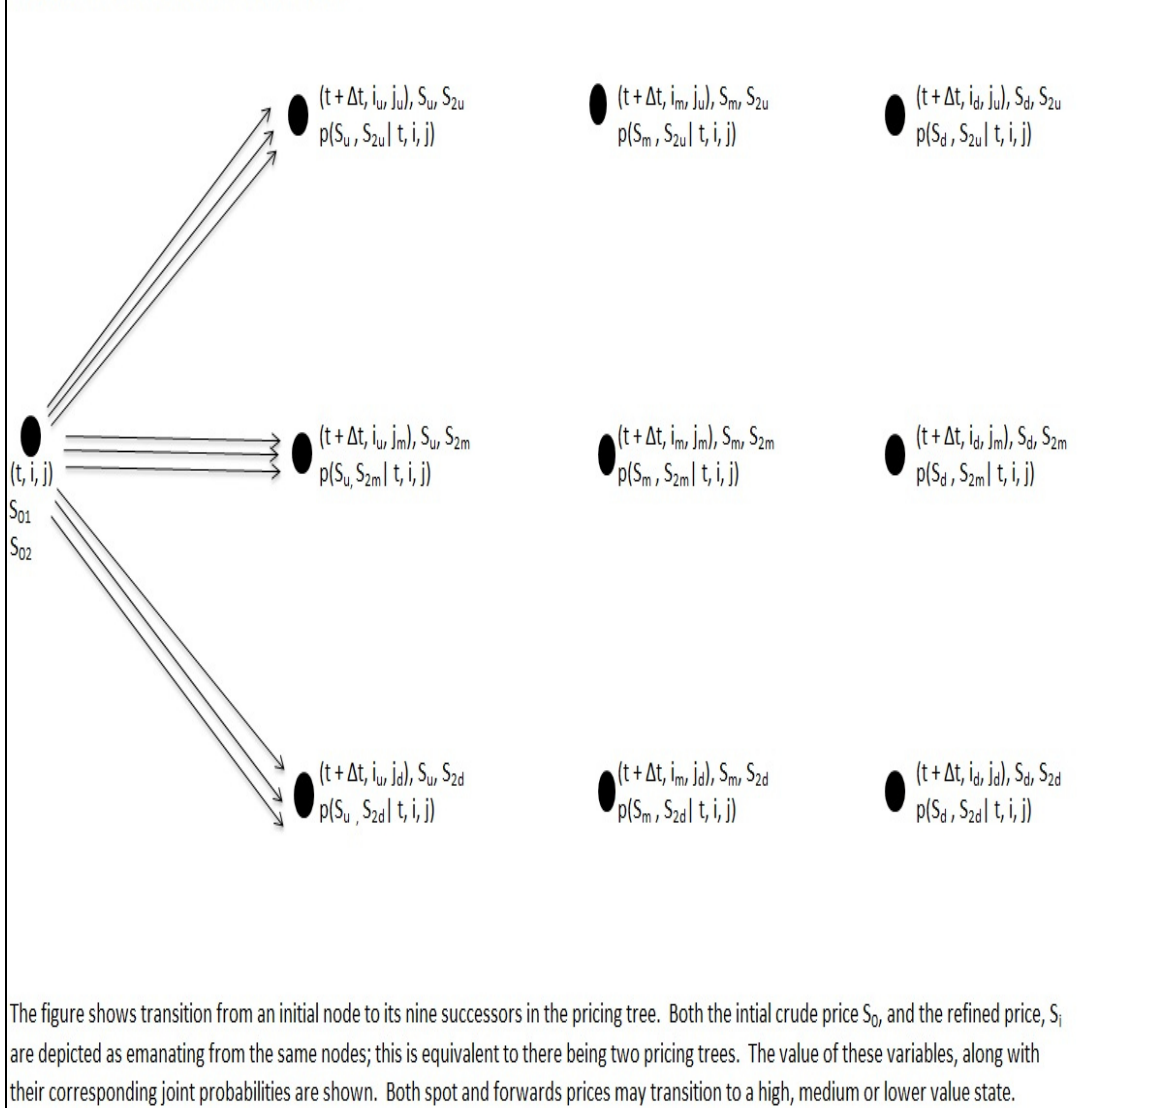 (t + Δt, iu, ju), Su, S2u
p(Su , S2u| t, i, j)
(t + Δt, im, ju), Sm, S2u
p(Sm , S2u| t, i, j)
(t + Δt, id, ju), Sd, S2u
p(Sd , S2u| t, i, j)
(t, i, j)
S01
S02
(t + Δt, iu, jm), Su, S2m
p(Su, S2m| t, i, j)
(t + Δt, im, jm), Sm, S2m
p(Sm , S2m| t, i, j)
(t + Δt, id, jm), Sd, S2m
p(Sd , S2m| t, i, j)
(t + Δt, iu, jd), Su, S2d
p(Su , S2d| t, i, j)
(t + Δt, im, jd), Sm, S2d
p(Sm , S2d| t, i, j)
(t + Δt, id, jd), Sd, S2d
p(Sd , S2d| t, i, j)
The figure shows transition from an initial node to its nine successors in the pricing tree. Both the intial crude price S0, and the refined price, Si
are depicted as emanating from the same nodes; this is equivalent to there being two pricing trees. The value of these variables, along with
their corresponding joint probabilities are shown. Both spot and forwards prices may transition to a high, medium or lower value state.